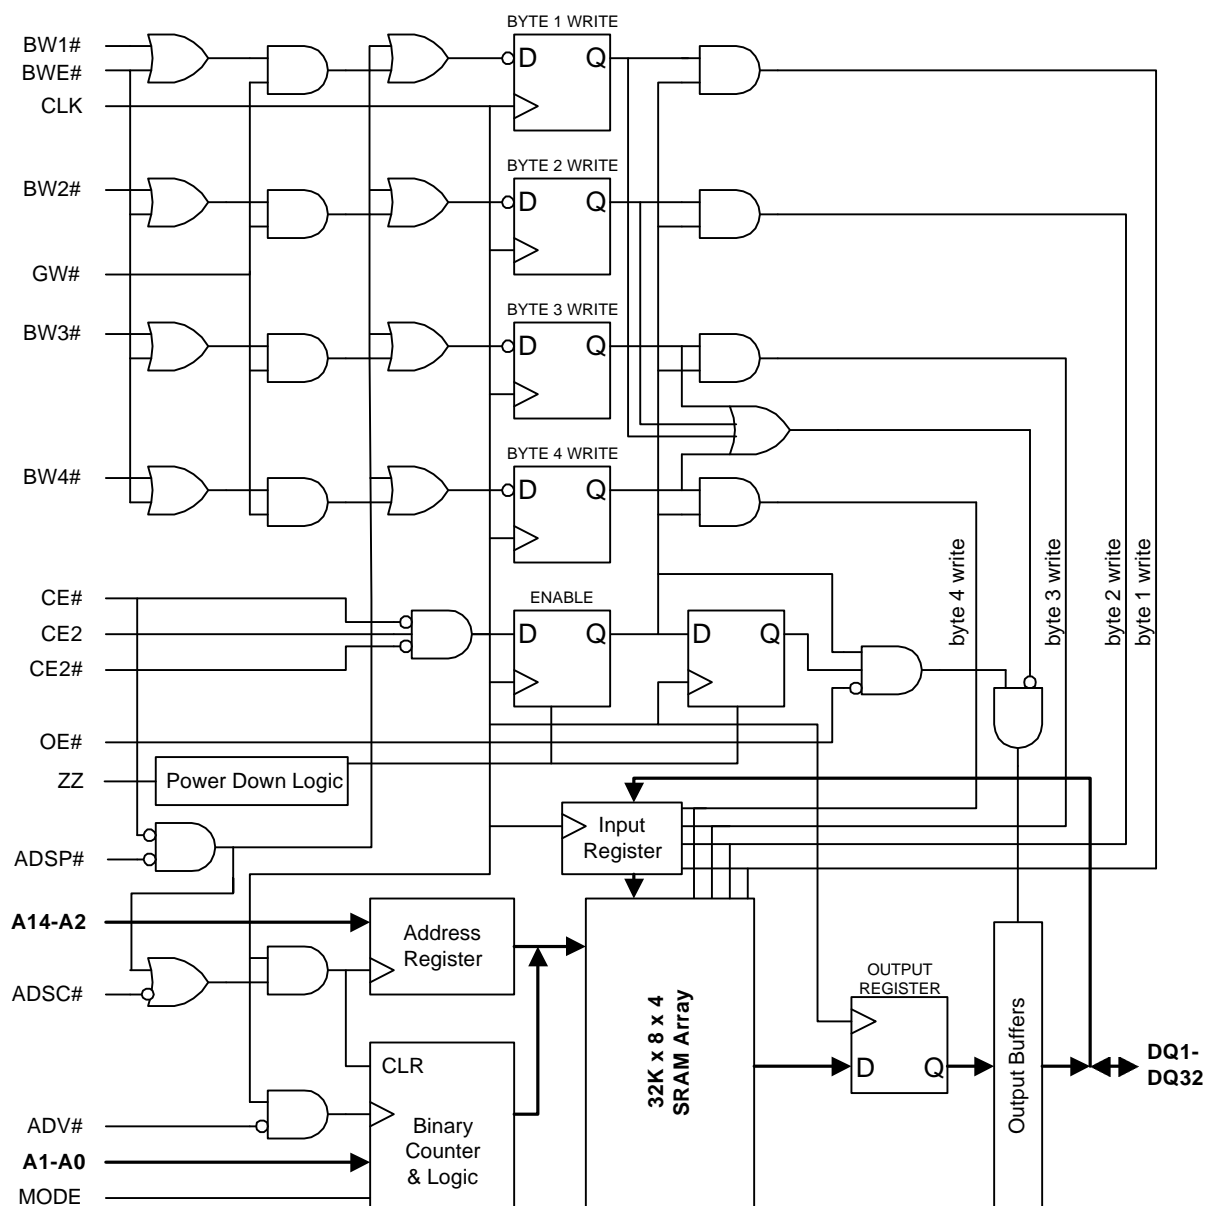 BYTE 1 WRITE
BW1#
D
Q
BWE#
CLK
BYTE 2 WRITE
BW2#
D
Q
GW#
BYTE 3 WRITE
BW3#
D
Q
BYTE 4 WRITE
BW4#
D
Q
byte 4 write
byte 3 write
byte 2 write
byte 1 write
CE#
ENABLE
CE2
D
Q
D
Q
CE2#
OE#
ZZ
Power Down Logic
Input
Register
ADSP#
A14-A2
Address
Register
ADSC#
OUTPUT
REGISTER
32K x 8 x 4
SRAM Array
Output Buffers
CLR
D
Q
DQ1-
DQ32
ADV#
Binary
Counter
& Logic
A1-A0
MODE